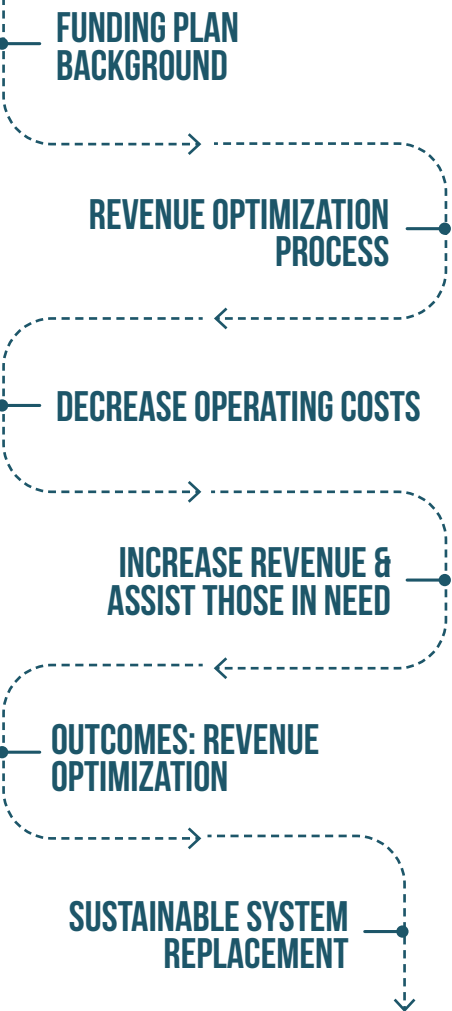 FUNDING PLAN
BACKGROUND
REVENUE OPTIMIZATION
PROCESS
DECREASE OPERATING COSTS
INCREASE REVENUE &
ASSIST THOSE IN NEED
OUTCOMES: REVENUE
OPTIMIZATION
SUSTAINABLE SYSTEM
REPLACEMENT